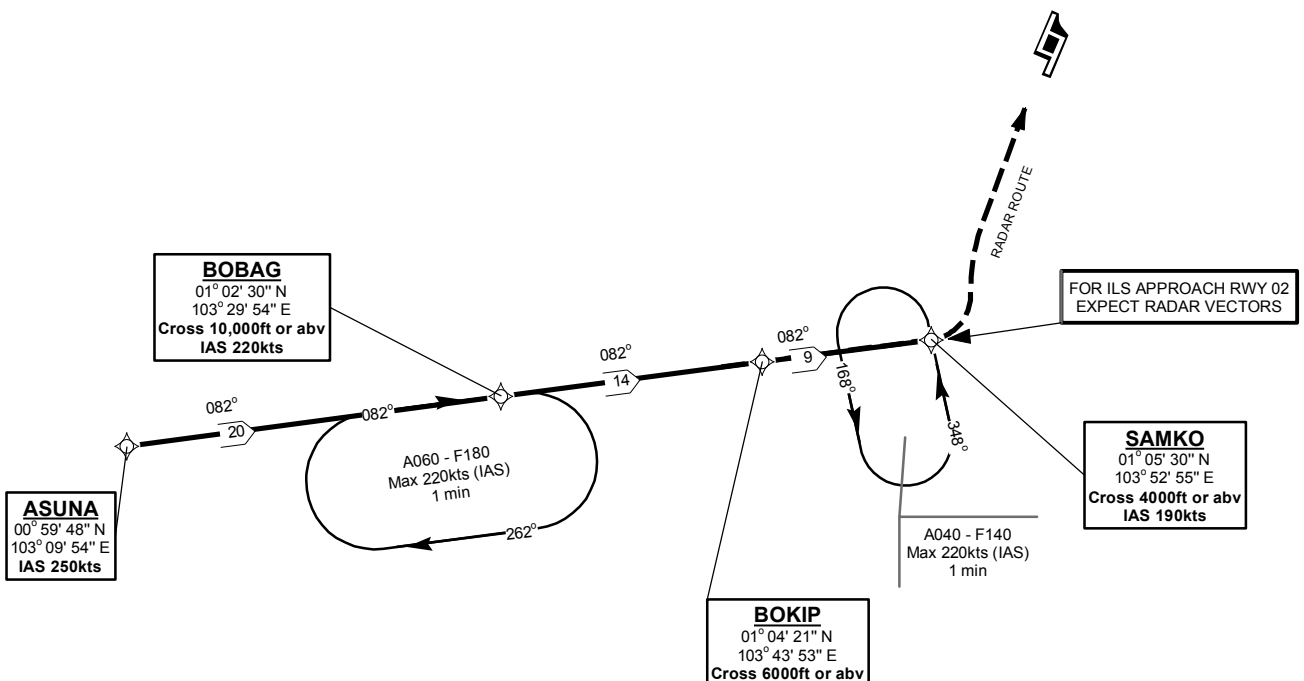 RADAR ROUTE
BOBAG
01° 02' 30" N
103° 29' 54" E
Cross 10,000ft or abv
IAS 220kts
FOR ILS APPROACH RWY 02
EXPECT RADAR VECTORS
082°
9
082°
14
082°
20
082°
168°
348°
A060 - F180
Max 220kts (IAS)
1 min
262°
SAMKO
01° 05' 30" N
103° 52' 55" E
Cross 4000ft or abv
IAS 190kts
ASUNA
00° 59' 48" N
103° 09' 54" E
IAS 250kts
A040 - F140
Max 220kts (IAS)
1 min
BOKIP
01° 04' 21" N
103° 43' 53" E
Cross 6000ft or abv